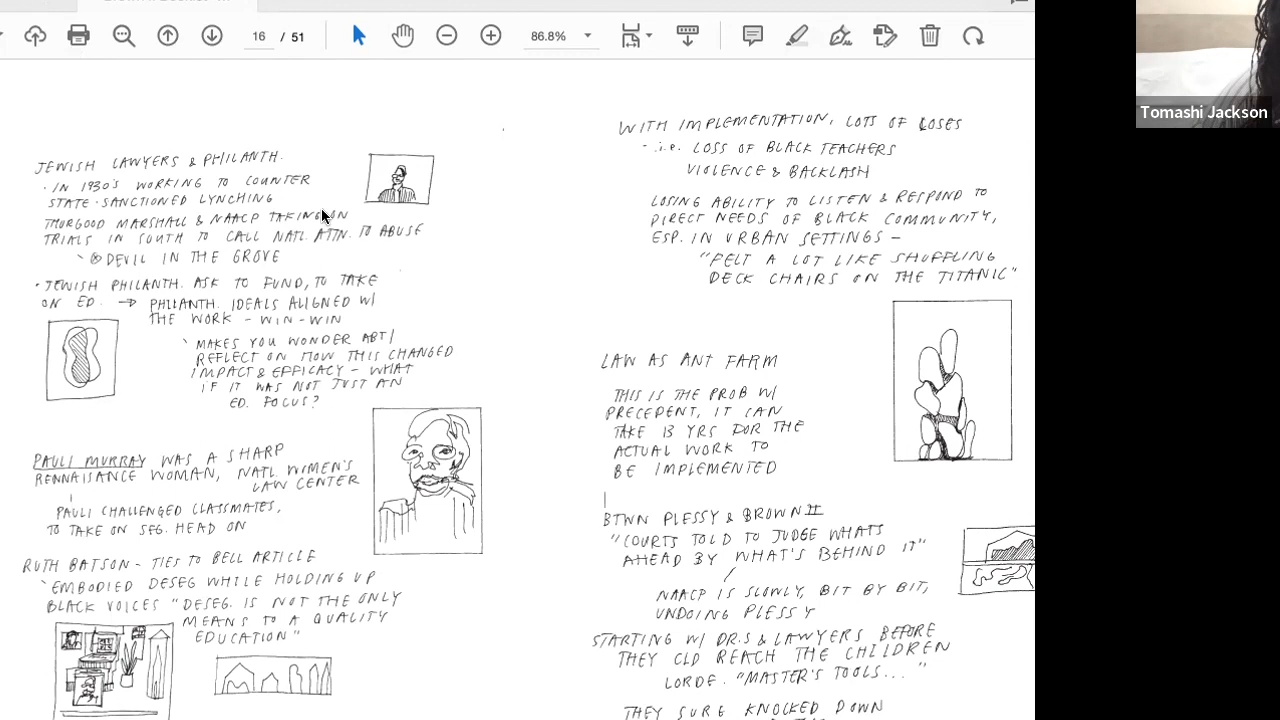 16 / 51
86.8%
Tomashi Jackson
JEWISH LAWYERS & PHILANTH.
· IN 1930'S WORKING TO COUNTER
STATE-SANCTIONED LYNCHING
THURGOOD MARSHALL & NAACP TAKING ON
TRIALS IN SOUTH TO CALL NATL. ATTN. TO ABUSE
DEVIL IN THE GROVE
· JEWISH PHILANTH. ASK TO FUND, TO TAKE
ON ED. → PHILANTH. IDEALS ALIGNED W/
THE WORK - WIN-WIN
MAKES YOU WONDER ABT/
REFLECT ON HOW THIS CHANGED
IMPACT & EFFICACY - WHAT
IF IT WAS NOT JUST AN
ED. FOCUS?
PAULI MURRAY WAS A SHARP
RENNAISANCE WOMAN, NATL WIMEN'S
LAW CENTER
PAULI CHALLENGED CLASSMATES,
TO TAKE ON SEG. HEAD ON
RUTH BATSON - TIES TO BELL ARTICLE
EMBODIED DESEG WHILE HOLDING UP
BLACK VOICES "DESEG. IS NOT THE ONLY
MEANS TO A QUALITY
EDUCATION"
WITH IMPLEMENTATION, LOTS OF LOSES
- i.e. LOSS OF BLACK TEACHERS
VIOLENCE & BACKLASH
LOSING ABILITY TO LISTEN & RESPOND TO
DIRECT NEEDS OF BLACK COMMUNITY,
ESP. IN URBAN SETTINGS -
"FELT A LOT LIKE SHUFFLING
DECK CHAIRS ON THE TITANIC"
LAW AS ANT FARM
THIS IS THE PROB W/
PRECEDENT, IT CAN
TAKE 13 YRS FOR THE
ACTUAL WORK TO
BE IMPLEMENTED
BTWN PLESSY & BROWN II
"COURTS TOLD TO JUDGE WHATS
AHEAD BY WHAT'S BEHIND IT"
NAACP IS SLOWLY, BIT BY BIT,
UNDOING PLESSY
STARTING W/ DR.S & LAWYERS BEFORE
THEY CLD REACH THE CHILDREN
LORDE. "MASTER'S TOOLS..."
THEY SURE KNOCKED DOWN